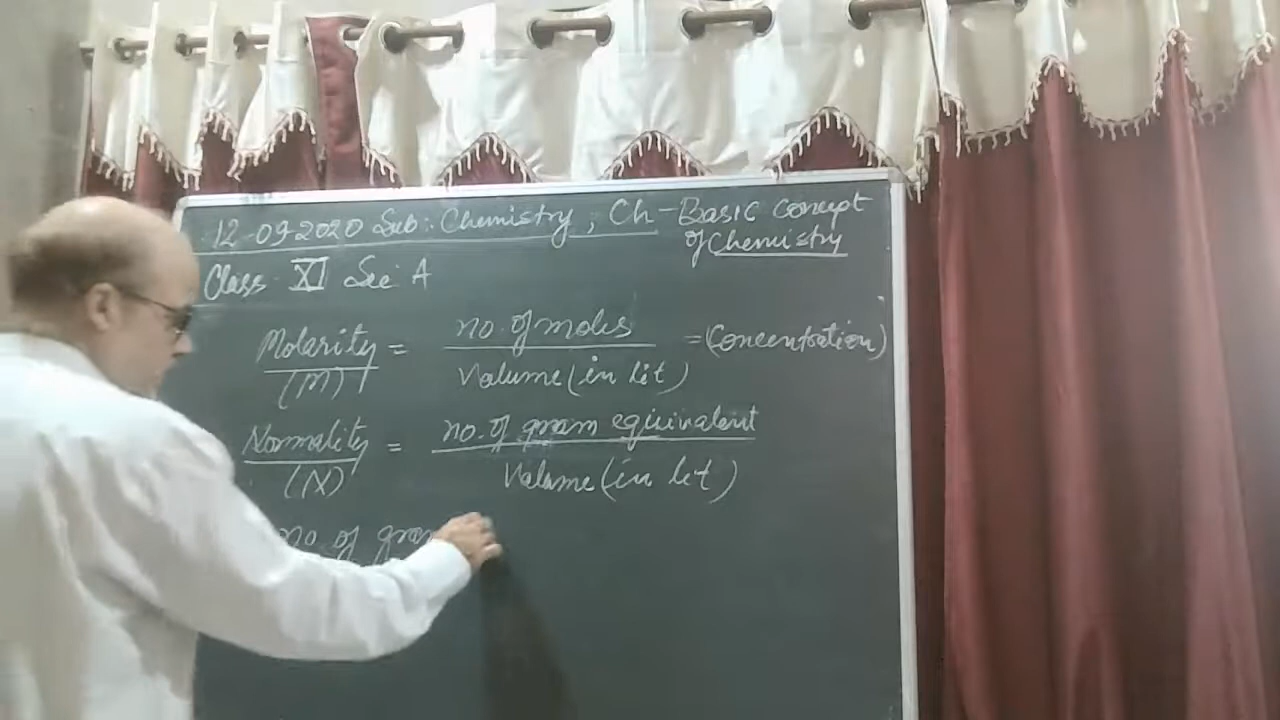 12-09-2020 Sub: Chemistry, Ch-Basic concept
of Chemistry
Class XI Sec A
Molarity = no. of moles = (Concentration)
(M) Volume (in lit)
Normality = no. of gram equivalent
(N) Volume (in lit)
no. of gram